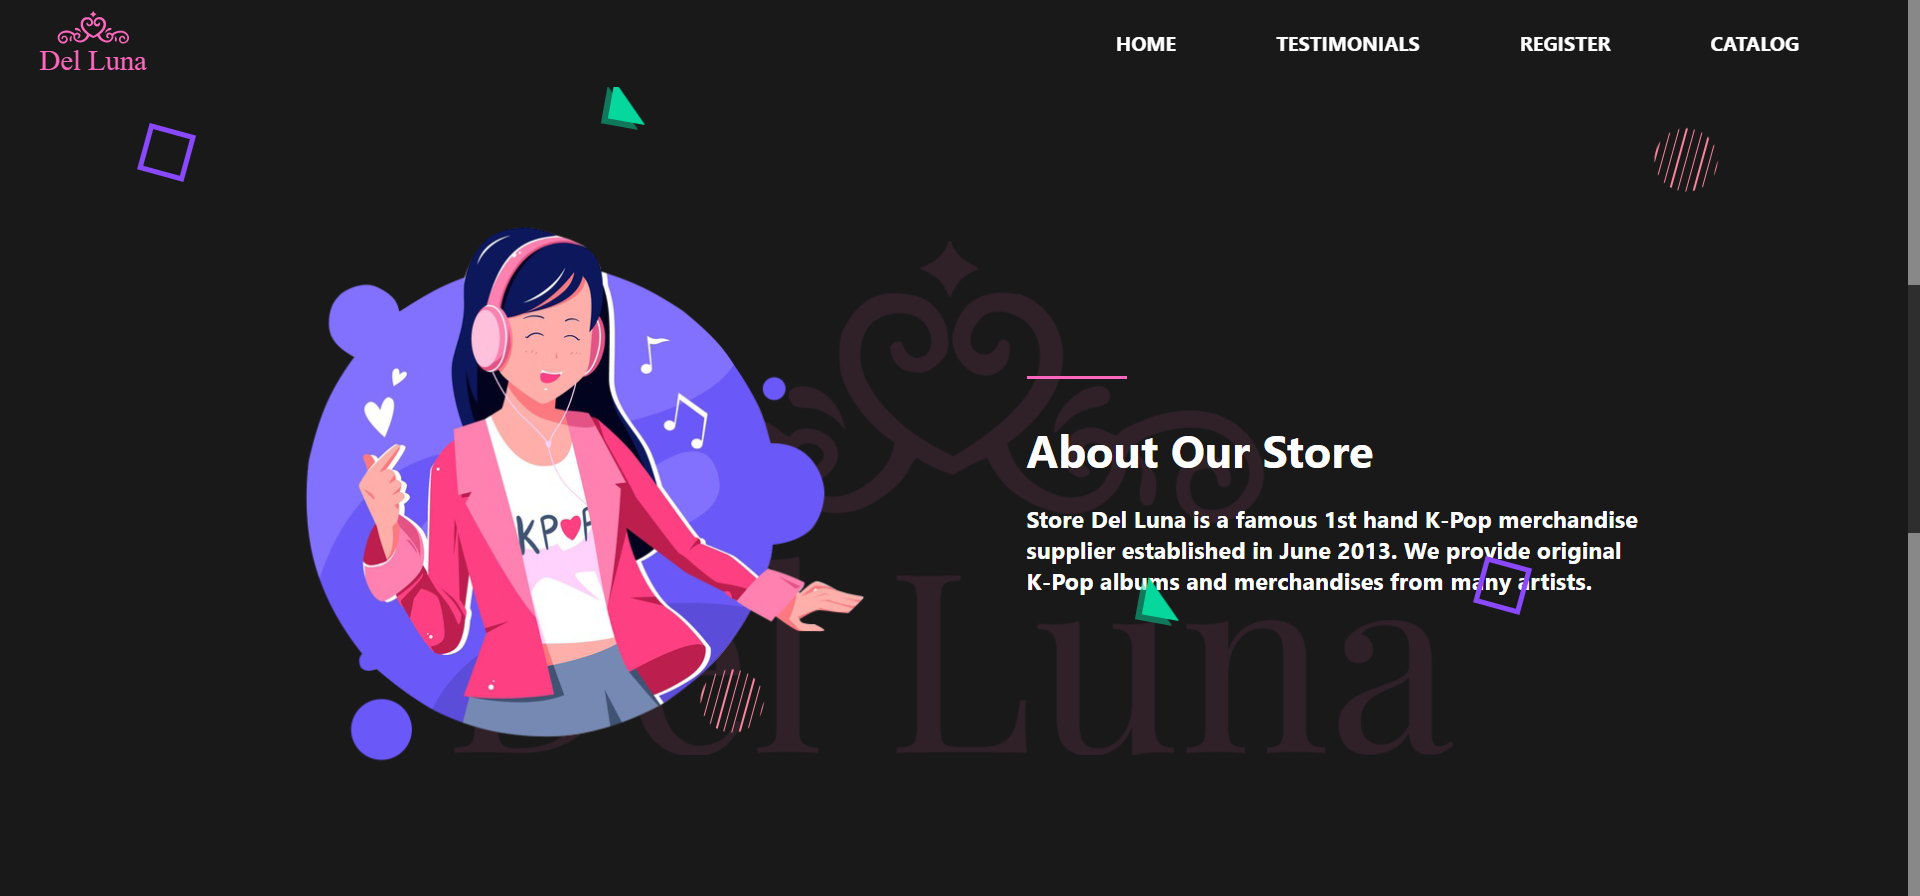 Del Luna
HOME TESTIMONIALS REGISTER CATALOG
KPOP
About Our Store
Store Del Luna is a famous 1st hand K-Pop merchandise
supplier established in June 2013. We provide original
K-Pop albums and merchandises from many artists.
Del Luna